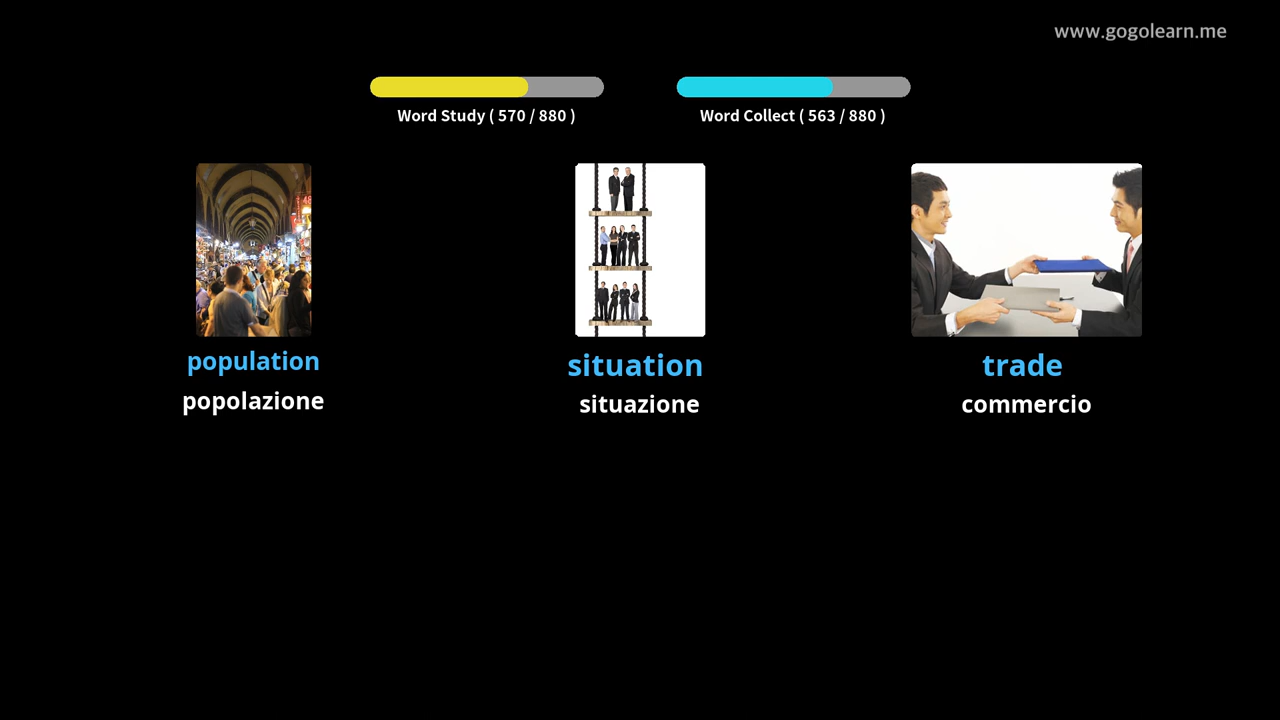 www.gogolearn.me
Word Study ( 570 / 880 )
Word Collect ( 563 / 880 )
population
popolazione
situation
situazione
trade
commercio